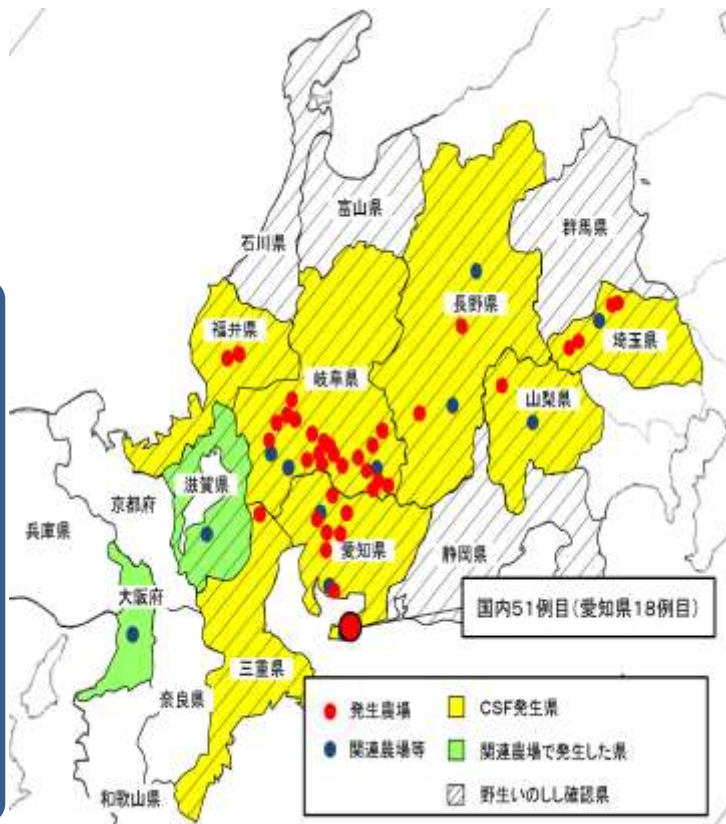 富山県
群馬県
石川県
長野県
福井県
埼玉県
岐阜県
山梨県
滋賀県
京都府
兵庫県
愛知県
静岡県
大阪府
国内51例目(愛知県18例目)
三重県
奈良県
和歌山県
発生農場
CSF発生県
関連農場等
関連農場で発生した県
野生いのしし確認県